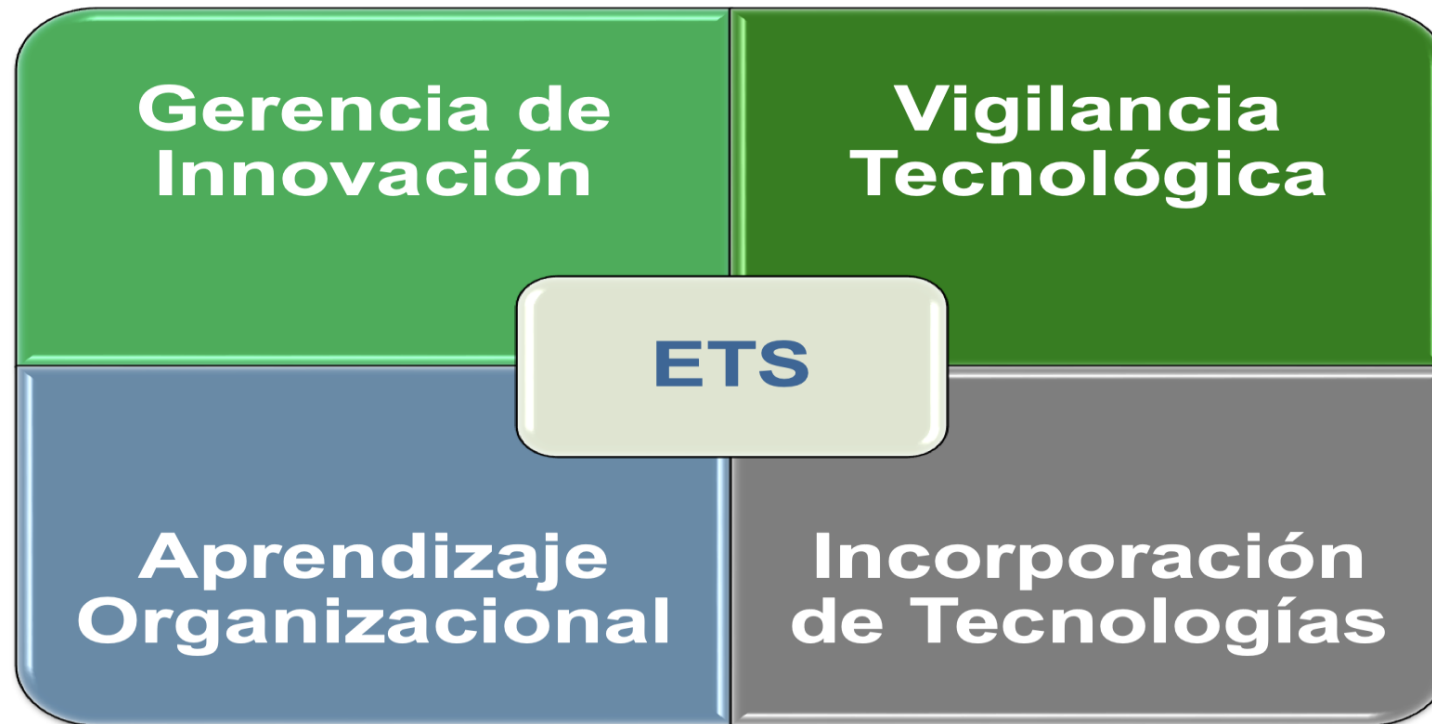 Gerencia de
Innovación
Vigilancia
Tecnológica
ETS
Aprendizaje
Organizacional
Incorporación
de Tecnologías